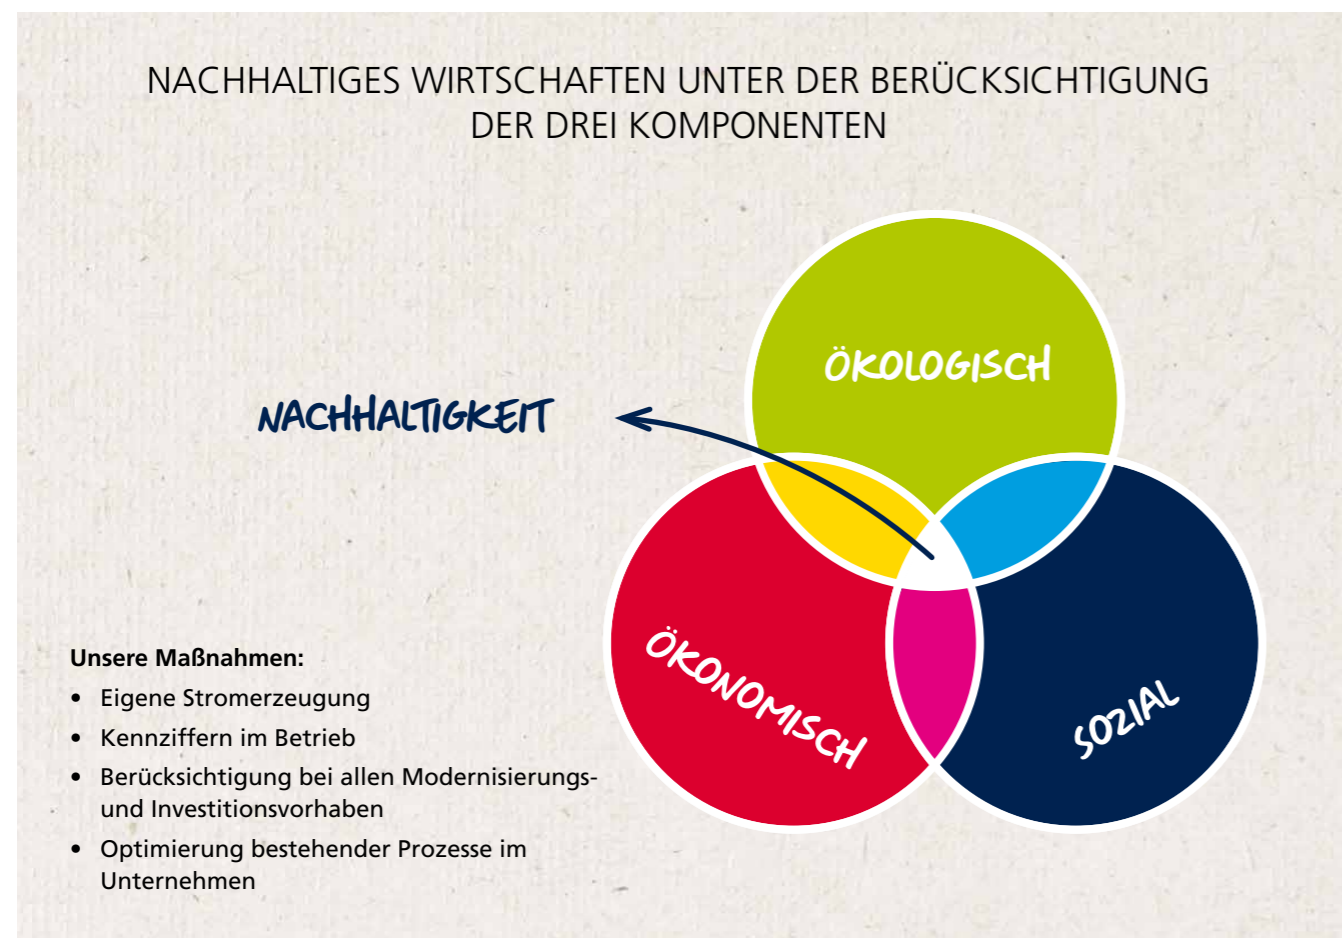 NACHHALTIGES WIRTSCHAFTEN UNTER DER BERÜCKSICHTIGUNG
DER DREI KOMPONENTEN
ÖKOLOGISCH
NACHHALTIGKEIT
ÖKONOMISCH
SOZIAL
Unsere Maßnahmen:
• Eigene Stromerzeugung
• Kennziffern im Betrieb
• Berücksichtigung bei allen Modernisierungs-
und Investitionsvorhaben
• Optimierung bestehender Prozesse im
Unternehmen